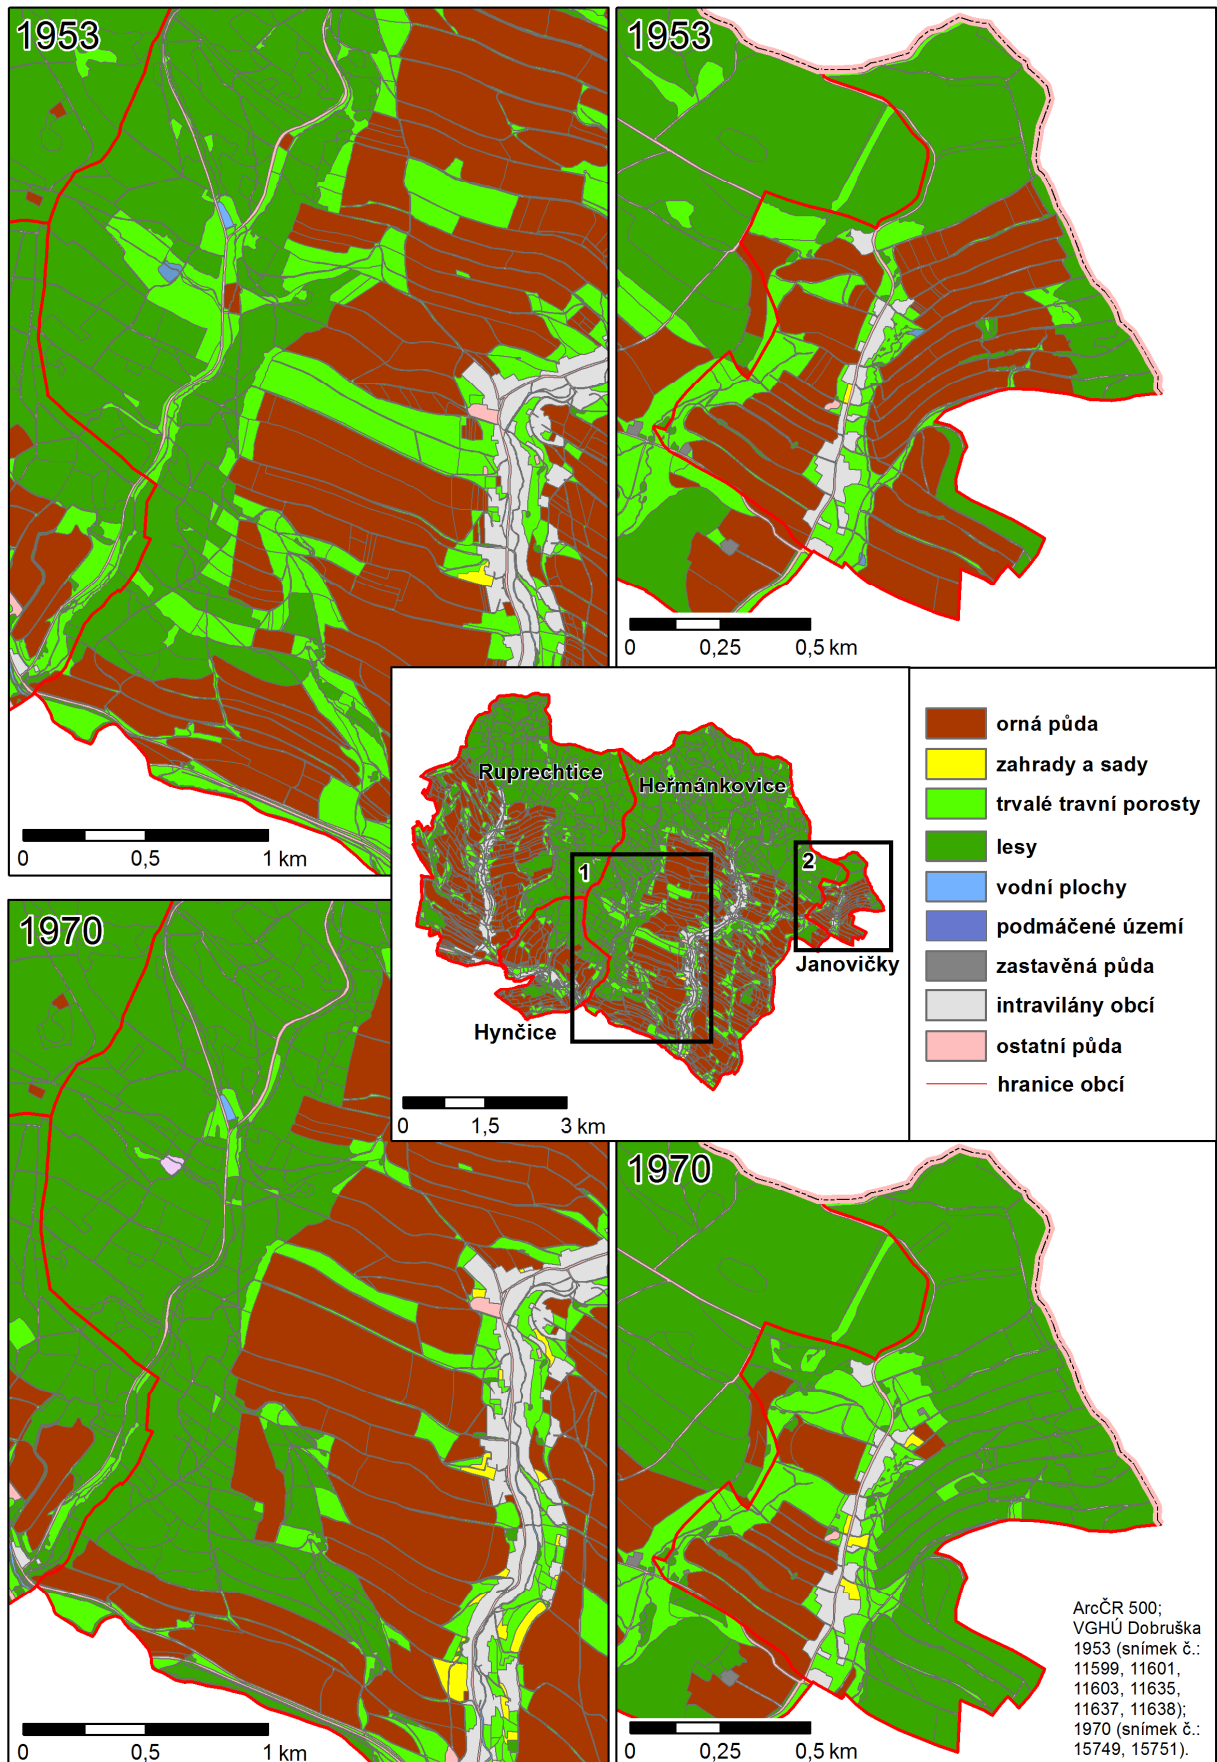 1953
1953
0 0,5 1 km
0 0,25 0,5 km
Ruprechtice
Heřmánkovice
1
2
Janovičky
Hynčice
0 1,5 3 km
orná půda
zahrady a sady
trvalé travní porosty
lesy
vodní plochy
podmáčené území
zastavěná půda
intravilány obcí
ostatní půda
hranice obcí
1970
1970
0 0,5 1 km
0 0,25 0,5 km
ArcČR 500;
VGHÚ Dobruška
1953 (snímek č.:
11599, 11601,
11603, 11635,
11637, 11638);
1970 (snímek č.:
15749, 15751).